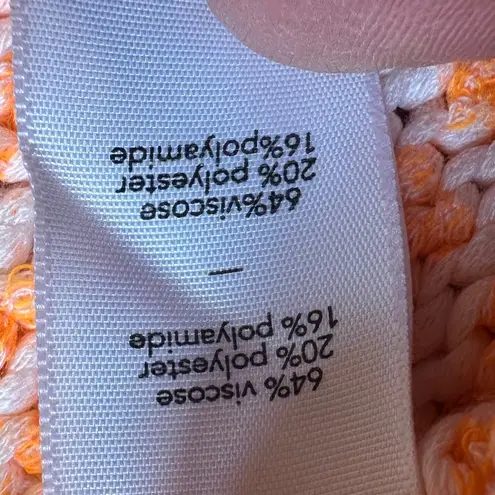 64% viscose
20% polyester
16% polyamide
—
64%viscose
20% polyester
16%polyamide